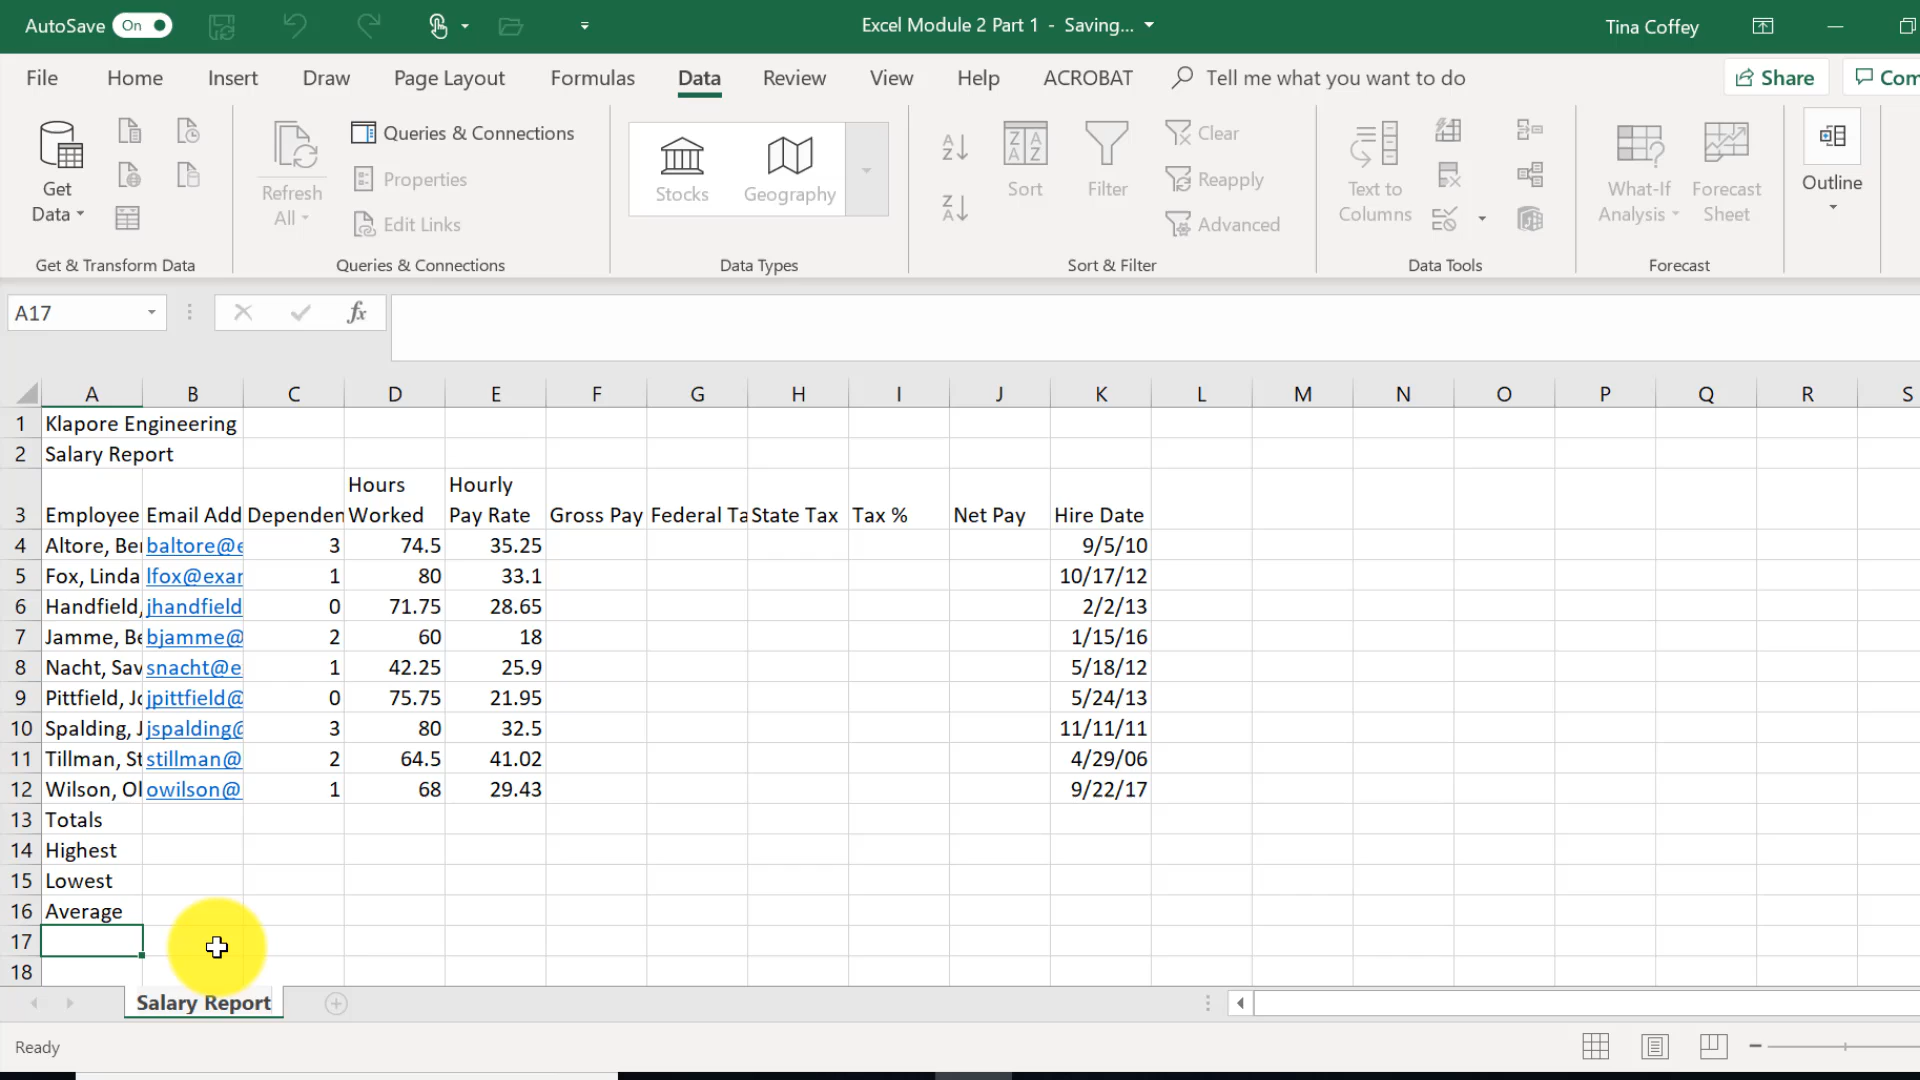 AutoSave On Excel Module 2 Part 1 - Saving... Tina Coffey
File Home Insert Draw Page Layout Formulas Data Review View Help ACROBAT Tell me what you want to do Share Com
Get Data
Refresh All
Queries & Connections
Properties
Edit Links
Stocks Geography
Sort Filter
Clear
Reapply
Advanced
Text to Columns
What-If Analysis
Forecast Sheet
Outline
Get & Transform Data Queries & Connections Data Types Sort & Filter Data Tools Forecast
A17 fx
A B C D E F G H I J K L M N O P Q R S
1 Klapore Engineering
2 Salary Report
3 Employee Email Add Dependen Hours Worked Hourly Pay Rate Gross Pay Federal Ta State Tax Tax % Net Pay Hire Date
4 Altore, Be baltore@e 3 74.5 35.25 9/5/10
5 Fox, Linda lfox@exar 1 80 33.1 10/17/12
6 Handfield, jhandfield 0 71.75 28.65 2/2/13
7 Jamme, Be bjamme@ 2 60 18 1/15/16
8 Nacht, Sav snacht@e 1 42.25 25.9 5/18/12
9 Pittfield, Jo jpittfield@ 0 75.75 21.95 5/24/13
10 Spalding, J jspalding@ 3 80 32.5 11/11/11
11 Tillman, St stillman@ 2 64.5 41.02 4/29/06
12 Wilson, Ol owilson@ 1 68 29.43 9/22/17
13 Totals
14 Highest
15 Lowest
16 Average
17
18
Salary Report
Ready